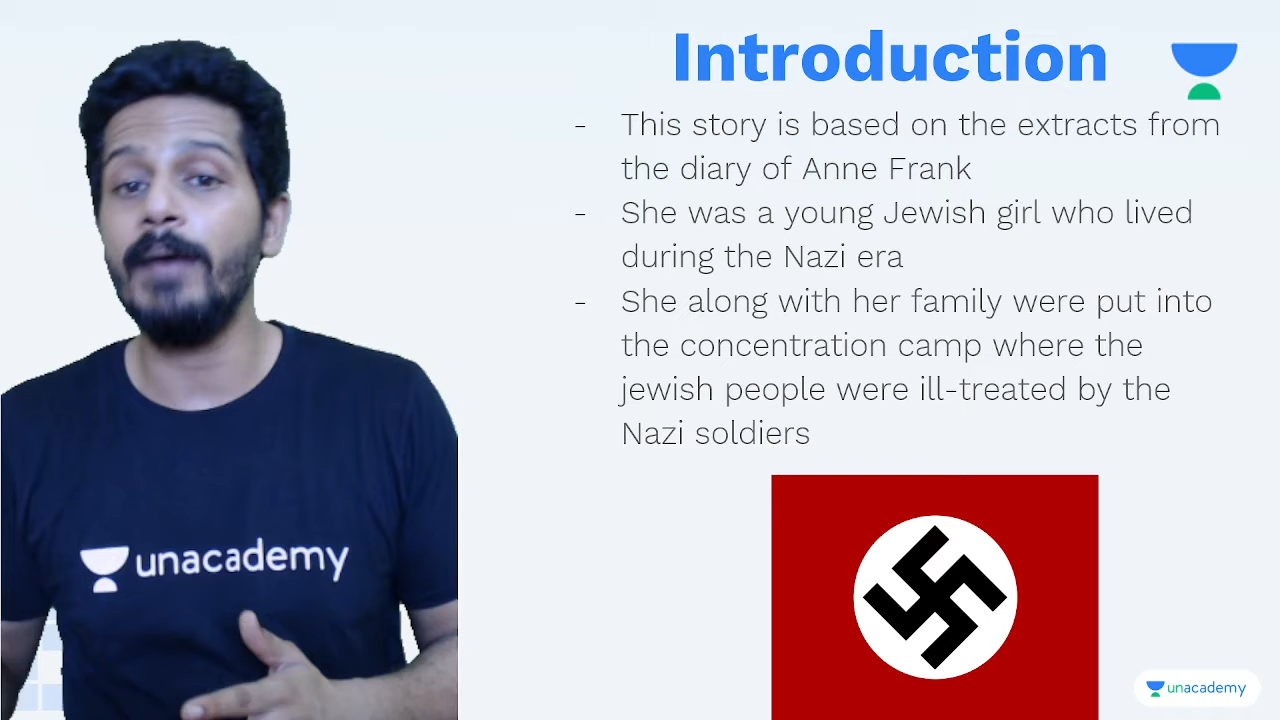 Introduction
- This story is based on the extracts from
the diary of Anne Frank
- She was a young Jewish girl who lived
during the Nazi era
- She along with her family were put into
the concentration camp where the
jewish people were ill-treated by the
Nazi soldiers
unacademy
unacademy